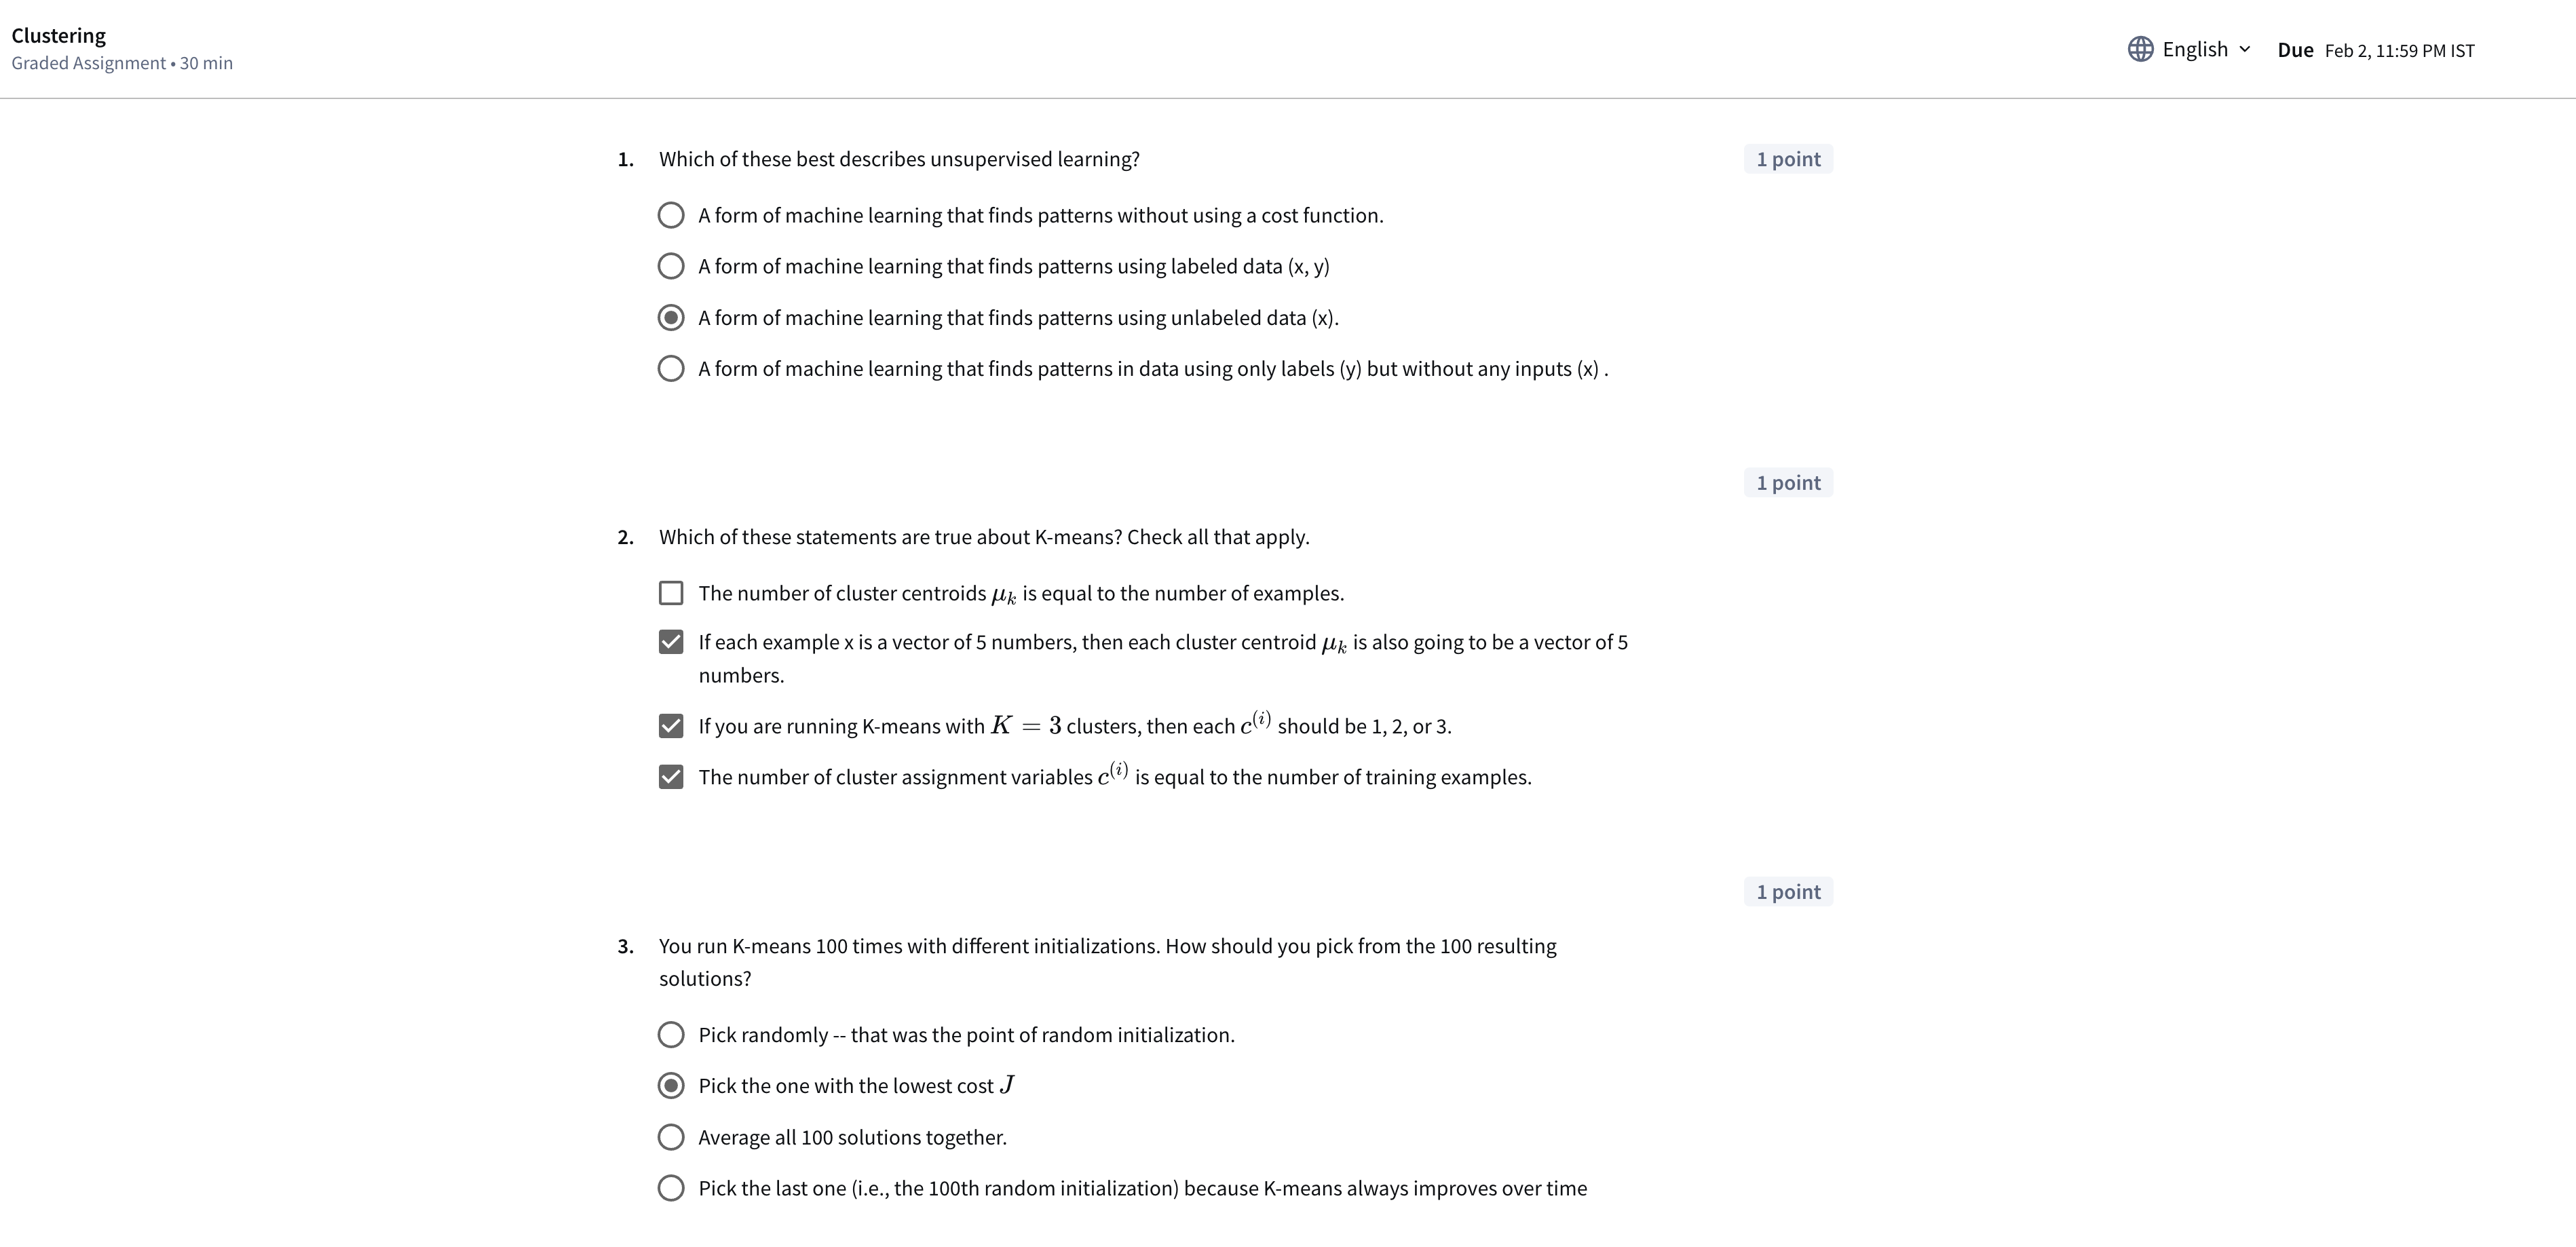 Clustering
Graded Assignment • 30 min
English
Due Feb 2, 11:59 PM IST
1. Which of these best describes unsupervised learning?
1 point
A form of machine learning that finds patterns without using a cost function.
A form of machine learning that finds patterns using labeled data (x, y)
A form of machine learning that finds patterns using unlabeled data (x).
A form of machine learning that finds patterns in data using only labels (y) but without any inputs (x) .
1 point
2. Which of these statements are true about K-means? Check all that apply.
The number of cluster centroids μₖ is equal to the number of examples.
If each example x is a vector of 5 numbers, then each cluster centroid μₖ is also going to be a vector of 5
numbers.
If you are running K-means with K = 3 clusters, then each c⁽ⁱ⁾ should be 1, 2, or 3.
The number of cluster assignment variables c⁽ⁱ⁾ is equal to the number of training examples.
1 point
3. You run K-means 100 times with different initializations. How should you pick from the 100 resulting
solutions?
Pick randomly -- that was the point of random initialization.
Pick the one with the lowest cost J
Average all 100 solutions together.
Pick the last one (i.e., the 100th random initialization) because K-means always improves over time